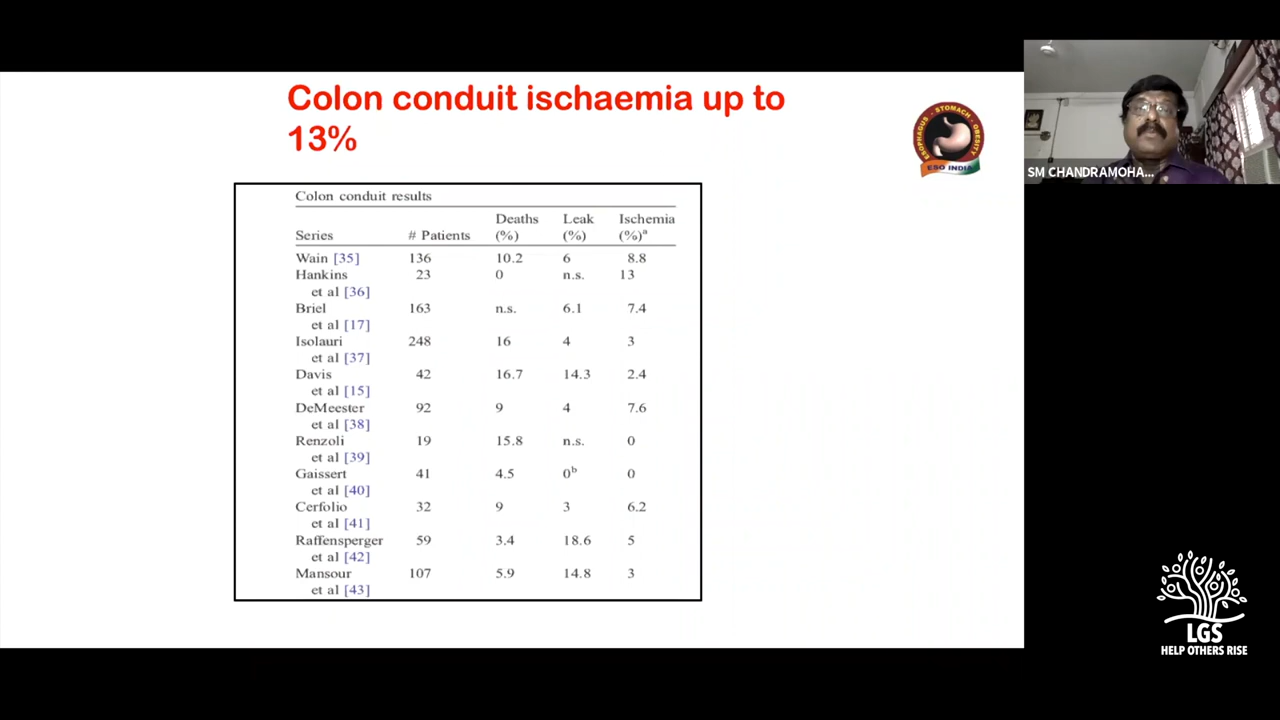 Colon conduit ischaemia up to
13%
ESOPHAGUS · STOMACH · OBESITY
ESO INDIA
SM CHANDRAMOHA...
Colon conduit results
Deaths Leak Ischemia
Series # Patients (%) (%) (%)ᵃ
Wain [35] 136 10.2 6 8.8
Hankins 23 0 n.s. 13
et al [36]
Briel 163 n.s. 6.1 7.4
et al [17]
Isolauri 248 16 4 3
et al [37]
Davis 42 16.7 14.3 2.4
et al [15]
DeMeester 92 9 4 7.6
et al [38]
Renzoli 19 15.8 n.s. 0
et al [39]
Gaissert 41 4.5 0ᵇ 0
et al [40]
Cerfolio 32 9 3 6.2
et al [41]
Raffensperger 59 3.4 18.6 5
et al [42]
Mansour 107 5.9 14.8 3
et al [43]
LGS
HELP OTHERS RISE